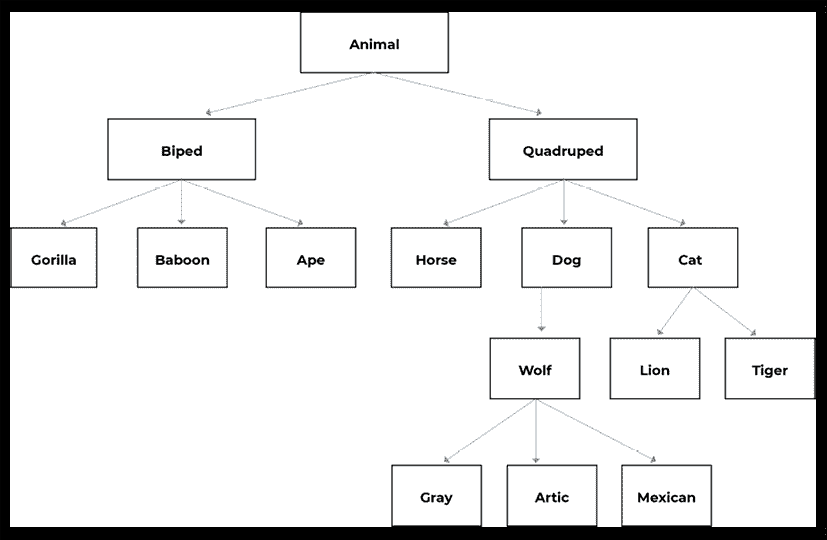 Animal
Biped
Quadruped
Gorilla
Baboon
Ape
Horse
Dog
Cat
Wolf
Lion
Tiger
Gray
Artic
Mexican